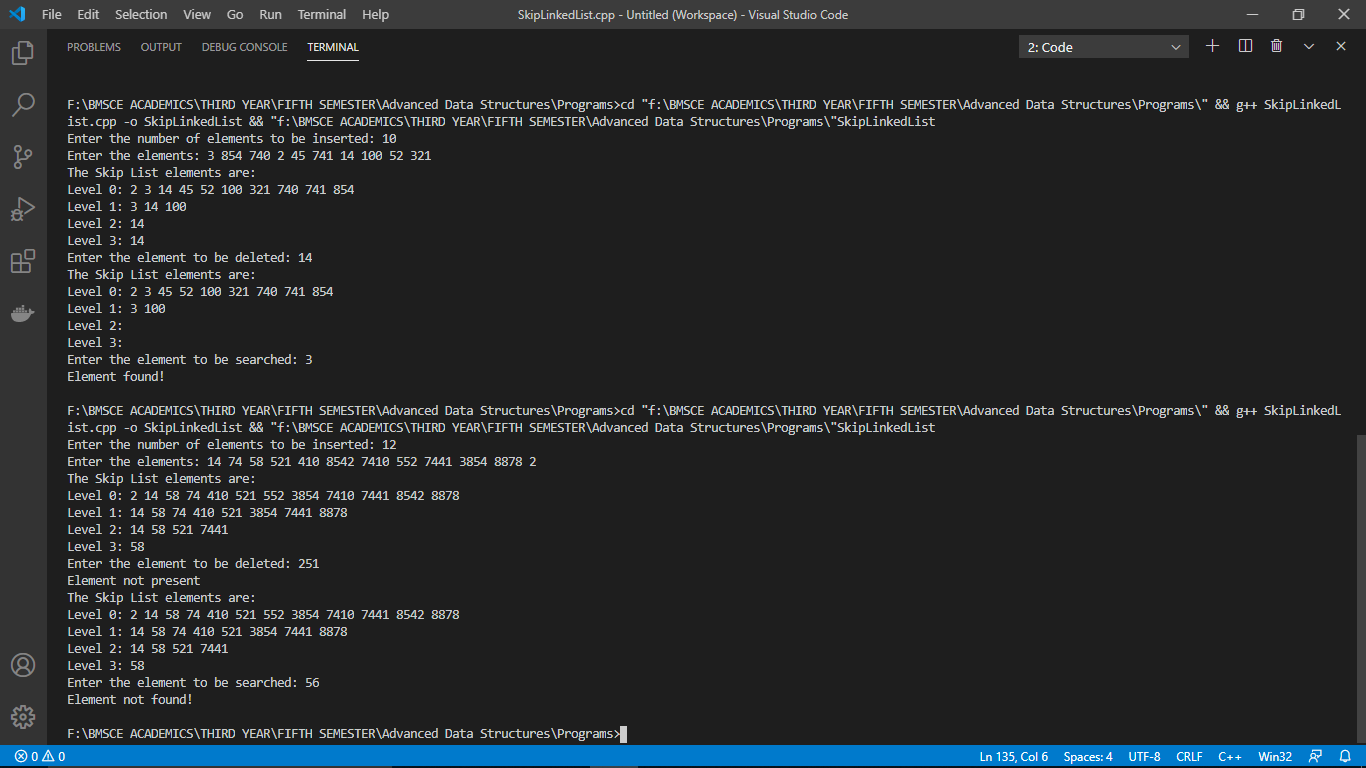 File Edit Selection View Go Run Terminal Help SkipLinkedList.cpp - Untitled (Workspace) - Visual Studio Code
PROBLEMS OUTPUT DEBUG CONSOLE TERMINAL 2: Code
F:\BMSCE ACADEMICS\THIRD YEAR\FIFTH SEMESTER\Advanced Data Structures\Programs>cd "f:\BMSCE ACADEMICS\THIRD YEAR\FIFTH SEMESTER\Advanced Data Structures\Programs\" && g++ SkipLinkedL
ist.cpp -o SkipLinkedList && "f:\BMSCE ACADEMICS\THIRD YEAR\FIFTH SEMESTER\Advanced Data Structures\Programs\"SkipLinkedList
Enter the number of elements to be inserted: 10
Enter the elements: 3 854 740 2 45 741 14 100 52 321
The Skip List elements are:
Level 0: 2 3 14 45 52 100 321 740 741 854
Level 1: 3 14 100
Level 2: 14
Level 3: 14
Enter the element to be deleted: 14
The Skip List elements are:
Level 0: 2 3 45 52 100 321 740 741 854
Level 1: 3 100
Level 2:
Level 3:
Enter the element to be searched: 3
Element found!
F:\BMSCE ACADEMICS\THIRD YEAR\FIFTH SEMESTER\Advanced Data Structures\Programs>cd "f:\BMSCE ACADEMICS\THIRD YEAR\FIFTH SEMESTER\Advanced Data Structures\Programs\" && g++ SkipLinkedL
ist.cpp -o SkipLinkedList && "f:\BMSCE ACADEMICS\THIRD YEAR\FIFTH SEMESTER\Advanced Data Structures\Programs\"SkipLinkedList
Enter the number of elements to be inserted: 12
Enter the elements: 14 74 58 521 410 8542 7410 552 7441 3854 8878 2
The Skip List elements are:
Level 0: 2 14 58 74 410 521 552 3854 7410 7441 8542 8878
Level 1: 14 58 74 410 521 3854 7441 8878
Level 2: 14 58 521 7441
Level 3: 58
Enter the element to be deleted: 251
Element not present
The Skip List elements are:
Level 0: 2 14 58 74 410 521 552 3854 7410 7441 8542 8878
Level 1: 14 58 74 410 521 3854 7441 8878
Level 2: 14 58 521 7441
Level 3: 58
Enter the element to be searched: 56
Element not found!
F:\BMSCE ACADEMICS\THIRD YEAR\FIFTH SEMESTER\Advanced Data Structures\Programs>
0 0 Ln 135, Col 6 Spaces: 4 UTF-8 CRLF C++ Win32